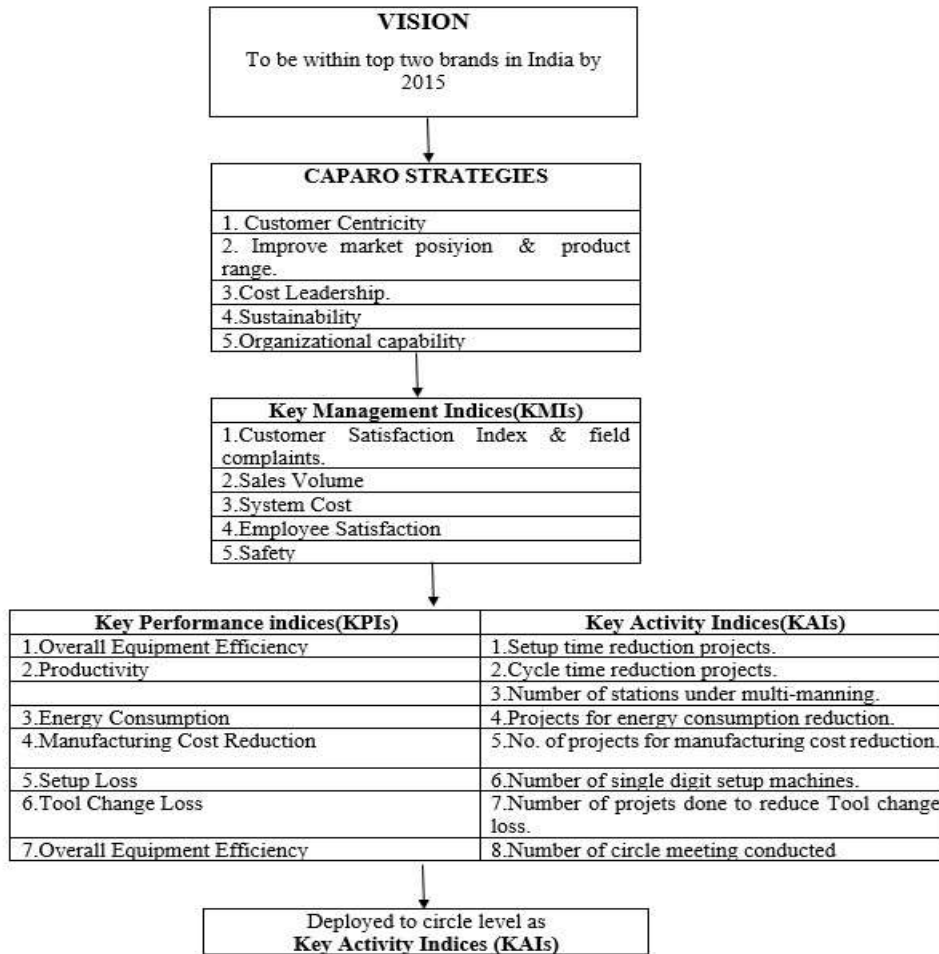 VISION
To be within top two brands in India by
2015
CAPARO STRATEGIES
1. Customer Centricity
2. Improve market posiyion & product
range.
3.Cost Leadership.
4.Sustainability
5.Organizational capability
Key Management Indices(KMIs)
1.Customer Satisfaction Index & field
complaints.
2.Sales Volume
3.System Cost
4.Employee Satisfaction
5.Safety
Key Performance indices(KPIs) Key Activity Indices(KAIs)
1.Overall Equipment Efficiency 1.Setup time reduction projects.
2.Productivity 2.Cycle time reduction projects.
3.Number of stations under multi-manning.
3.Energy Consumption 4.Projects for energy consumption reduction.
4.Manufacturing Cost Reduction 5.No. of projects for manufacturing cost reduction.
5.Setup Loss 6.Number of single digit setup machines.
6.Tool Change Loss 7.Number of projets done to reduce Tool change
loss.
7.Overall Equipment Efficiency 8.Number of circle meeting conducted
Deployed to circle level as
Key Activity Indices (KAIs)